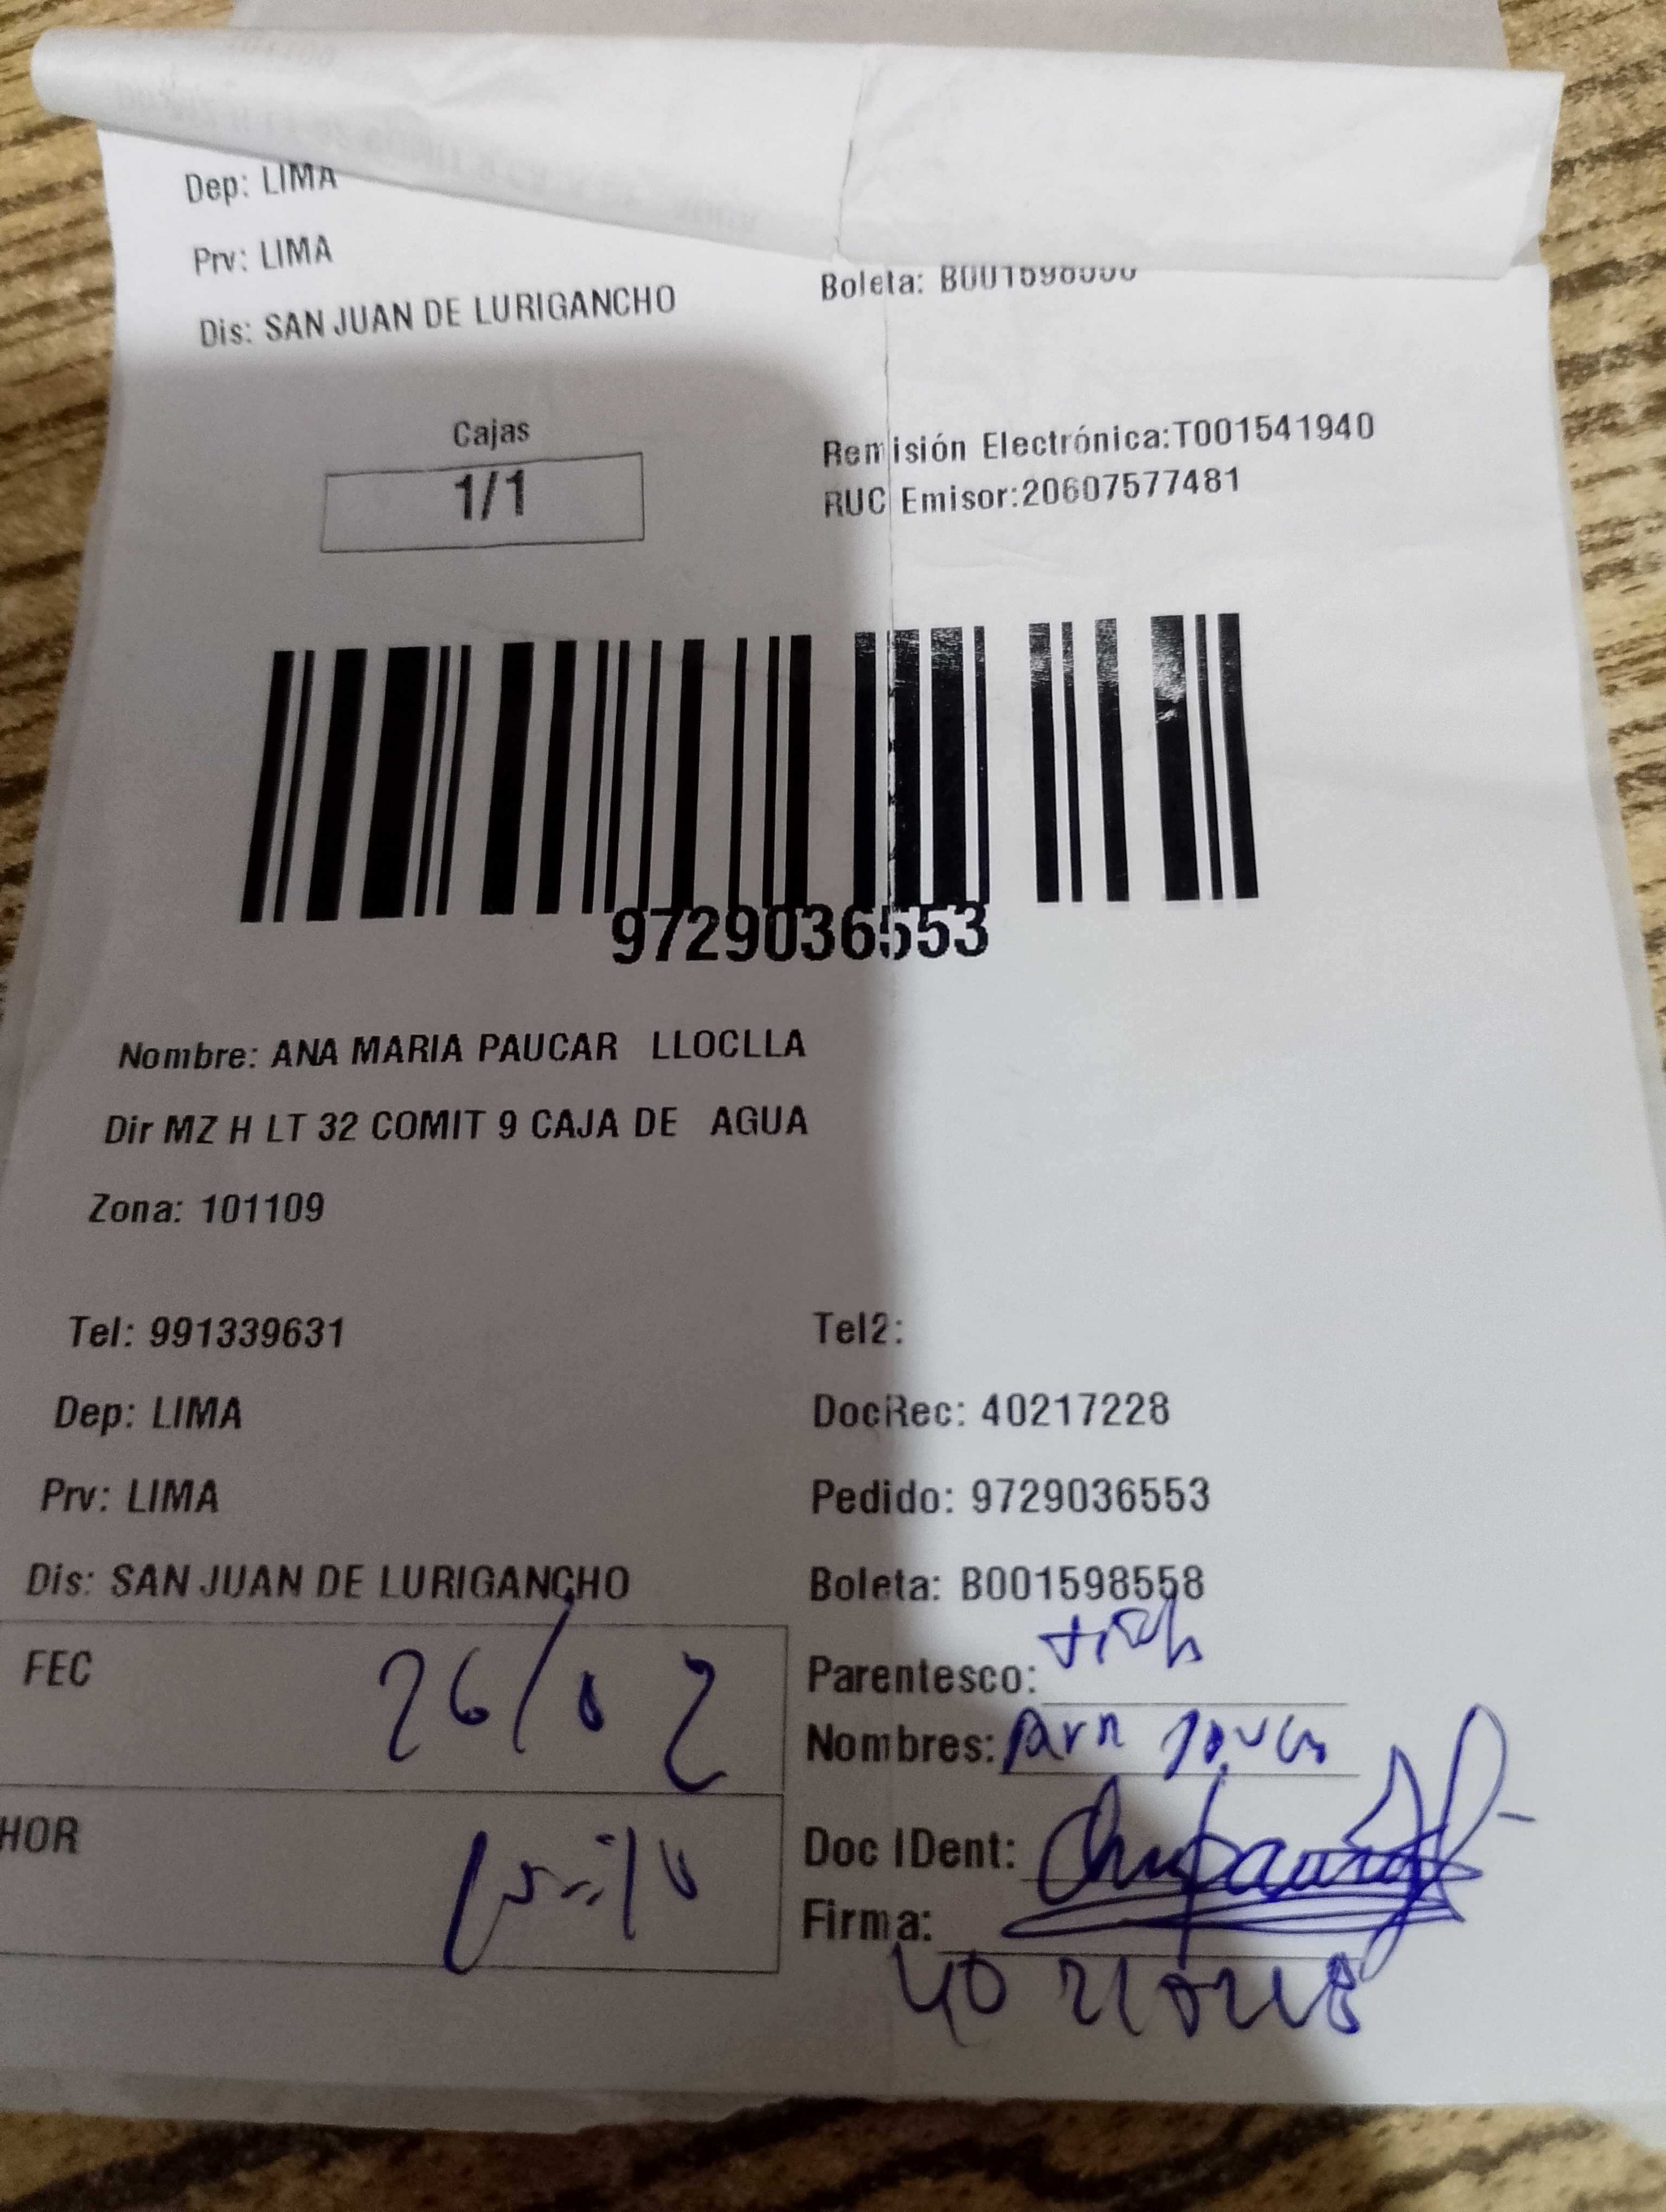 Dep: LIMA
Prv: LIMA
Dis: SAN JUAN DE LURIGANCHO
Boleta:
Cajas
1/1
Remisión Electrónica:T001541940
RUC Emisor:20607577481
9729036553
Nombre: ANA MARIA PAUCAR LLOCLLA
Dir MZ H LT 32 COMIT 9 CAJA DE AGUA
Zona: 101109
Tel: 991339631
Tel2:
Dep: LIMA
DocRec: 40217228
Prv: LIMA
Pedido: 9729036553
Dis: SAN JUAN DE LURIGANCHO
Boleta: B001598558
FEC 26/02
Parentesco:
Nombres:
HOR
Doc IDent:
Firma: